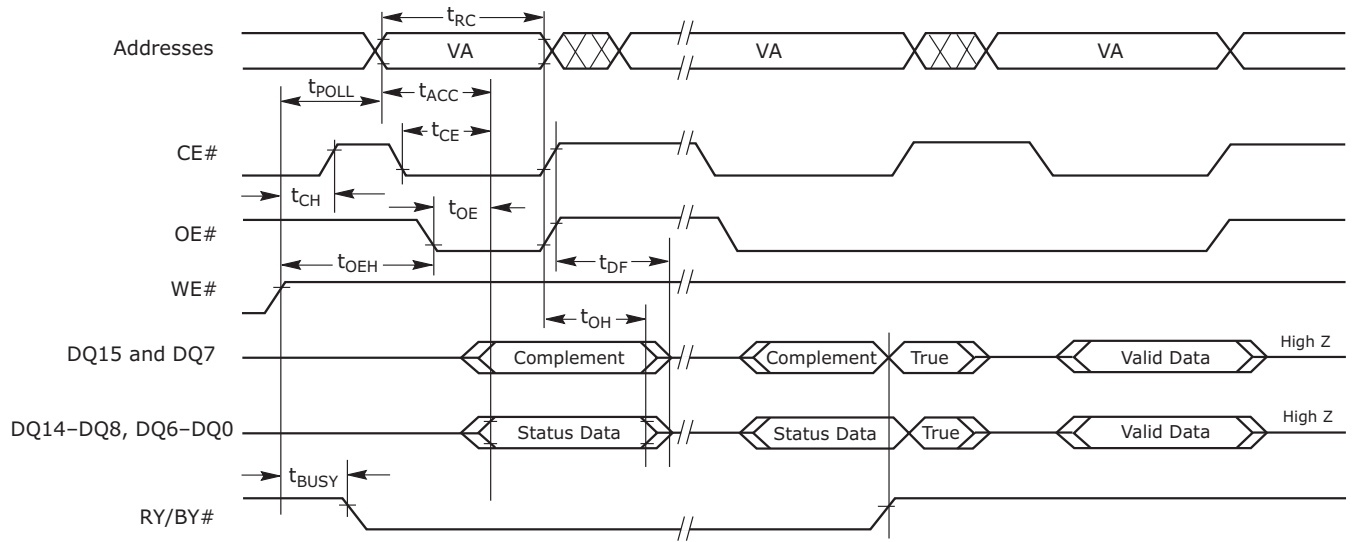 tRC
Addresses VA VA VA
tPOLL tACC
tCE
CE#
tCH tOE
OE#
tOEH tDF
WE#
tOH
DQ15 and DQ7 Complement Complement True Valid Data High Z
DQ14–DQ8, DQ6–DQ0 Status Data Status Data True Valid Data High Z
tBUSY
RY/BY#